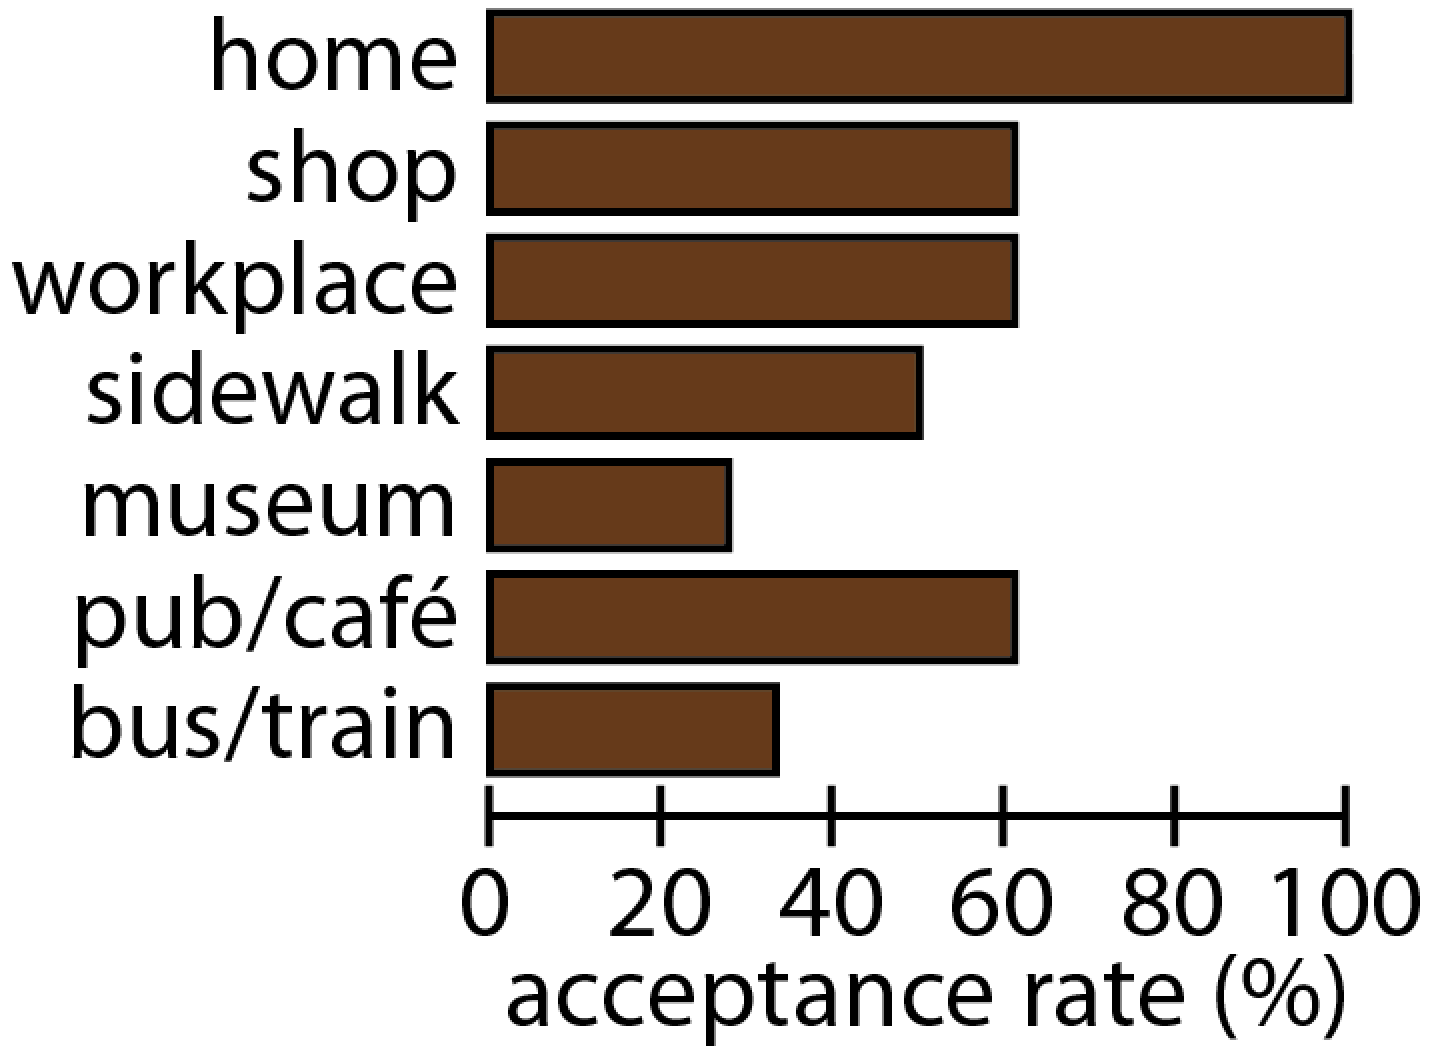 home
shop
workplace
sidewalk
museum
pub/café
bus/train
0 20 40 60 80 100
acceptance rate (%)